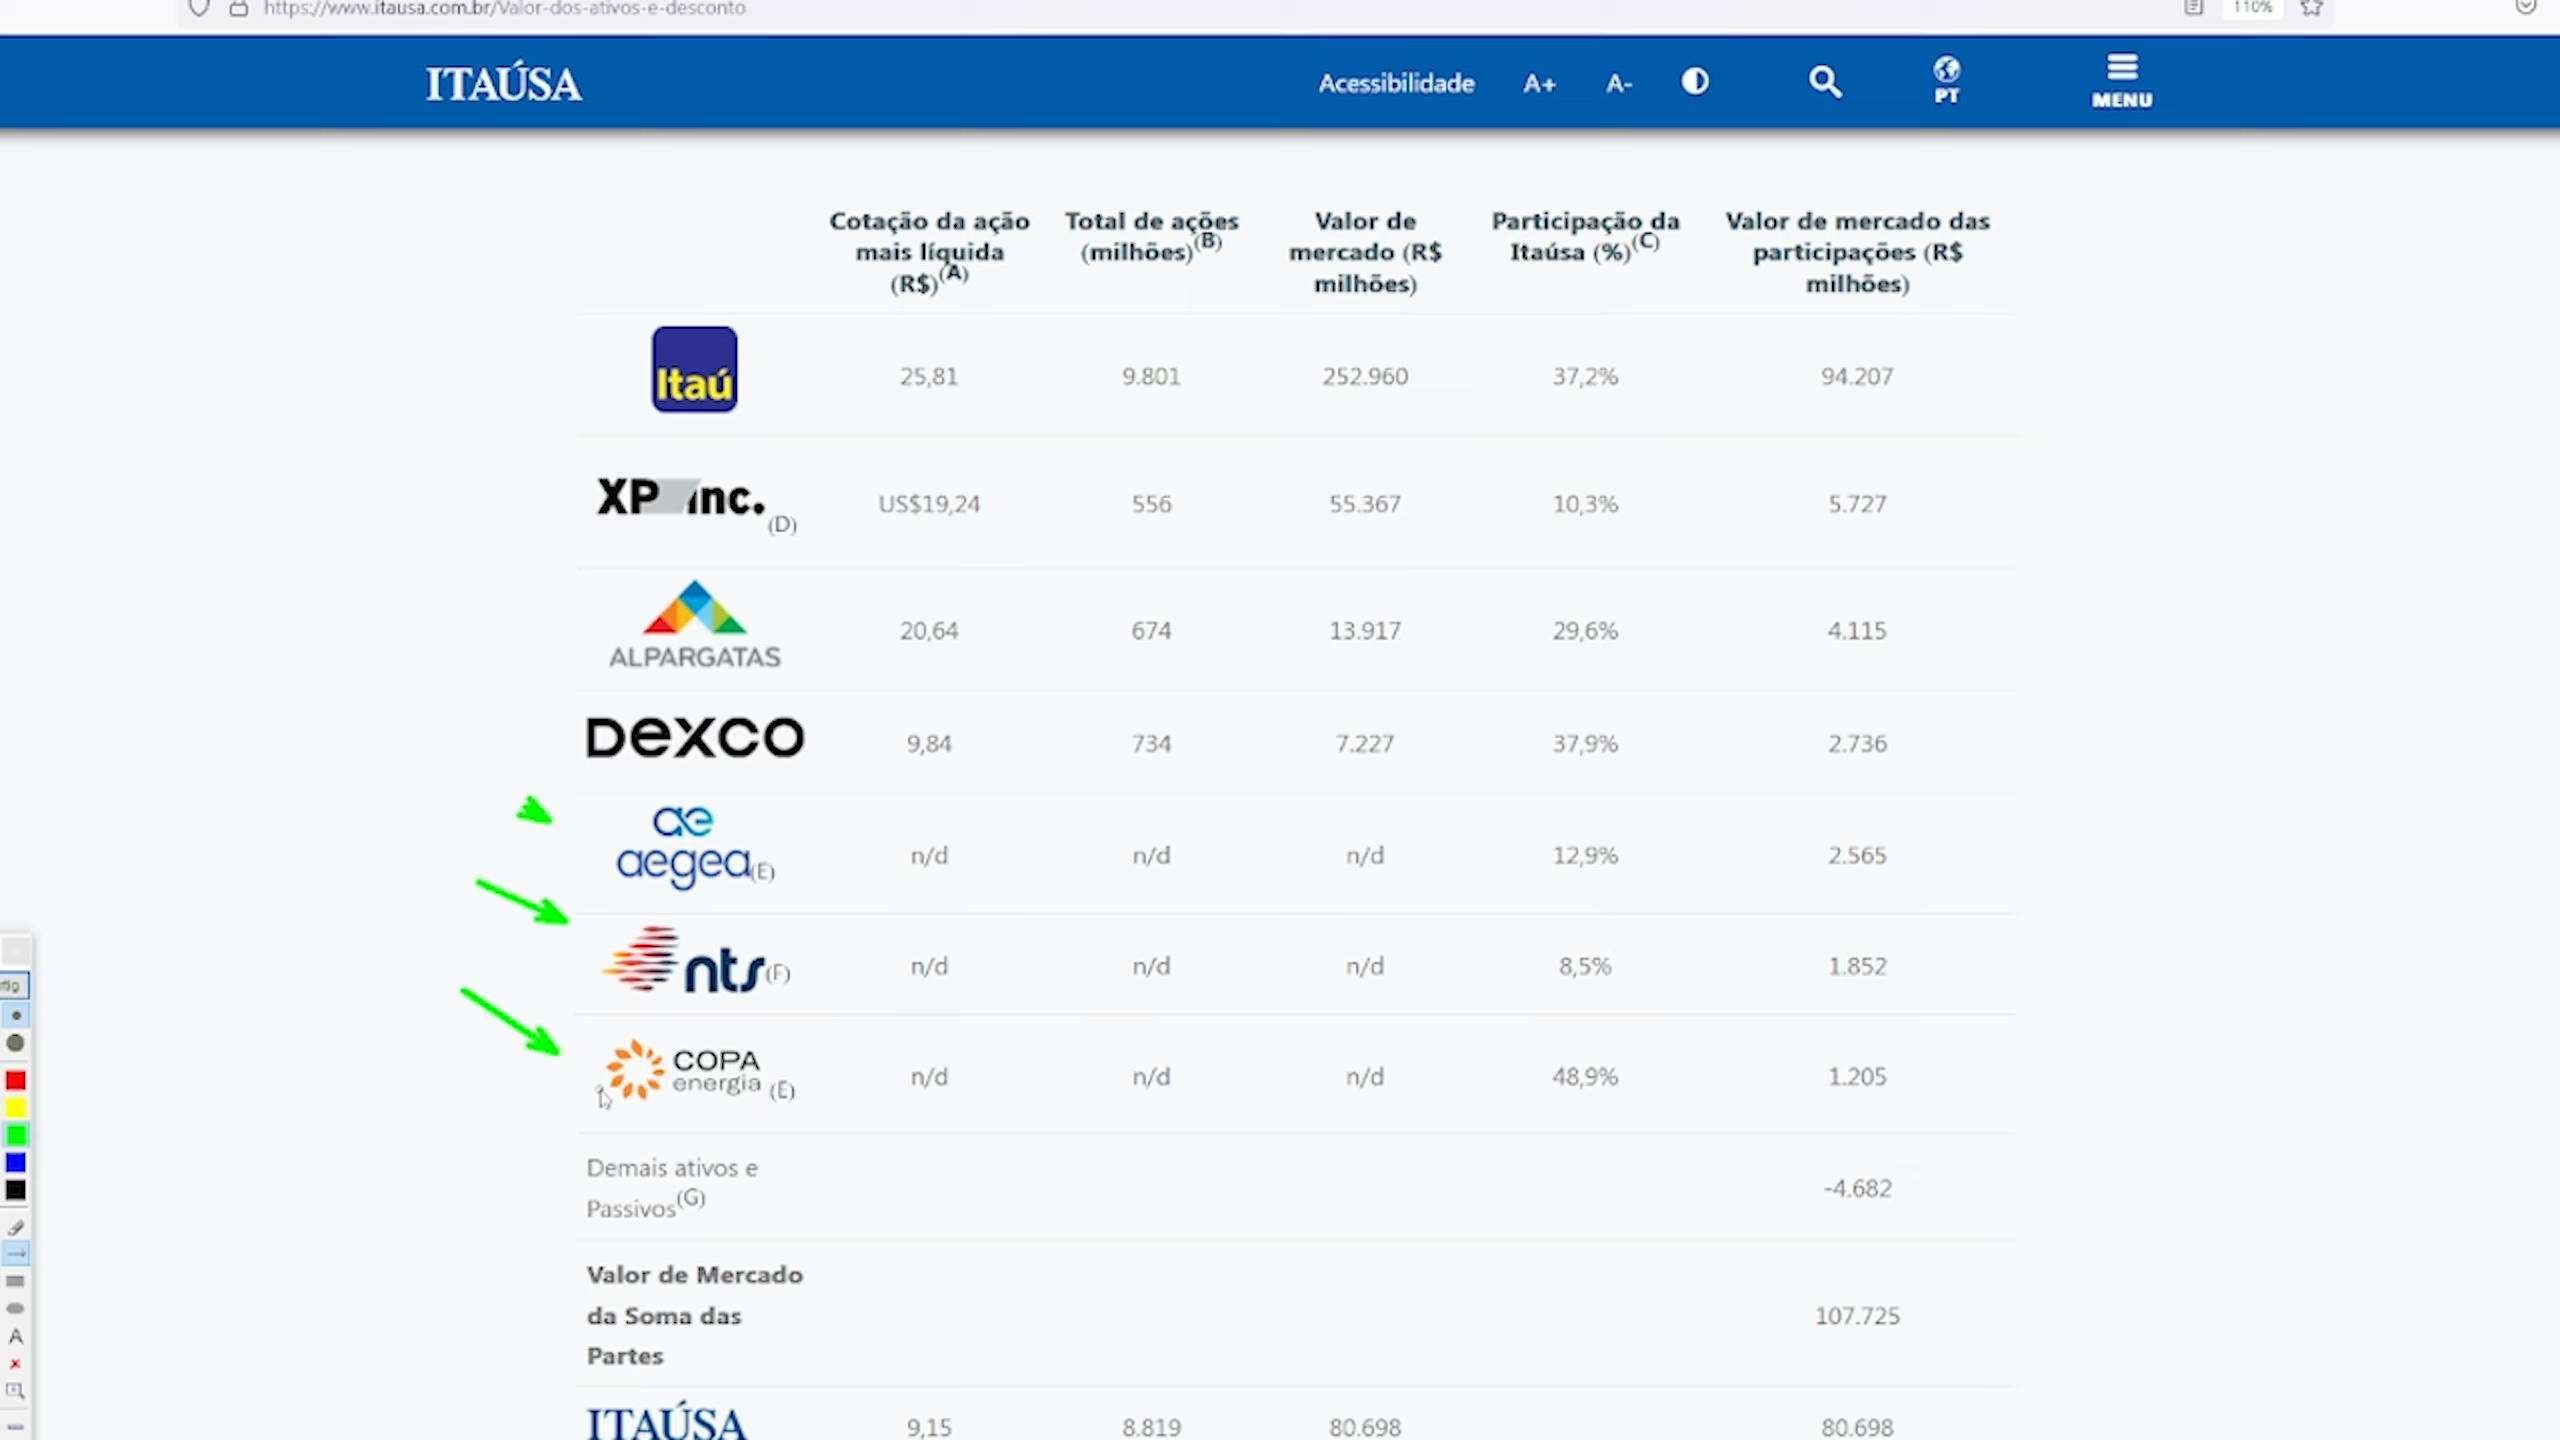 https://www.itausa.com.br/Valor-dos-ativos-e-desconto
110%
ITAÚSA
Acessibilidade
A+
A-
PT
MENU
Cotação da ação mais líquida (R$)(A)
Total de ações (milhões)(B)
Valor de mercado (R$ milhões)
Participação da Itaúsa (%)(C)
Valor de mercado das participações (R$ milhões)
Itaú 25,81 9.801 252.960 37,2% 94.207
XP inc. (D) US$19,24 556 55.367 10,3% 5.727
ALPARGATAS 20,64 674 13.917 29,6% 4.115
Dexco 9,84 734 7.227 37,9% 2.736
ae
aegea(E) n/d n/d n/d 12,9% 2.565
nts(F) n/d n/d n/d 8,5% 1.852
COPA
energia (E) n/d n/d n/d 48,9% 1.205
Demais ativos e
Passivos(G) -4.682
Valor de Mercado
da Soma das
Partes 107.725
ITAÚSA 9,15 8.819 80.698 80.698
A